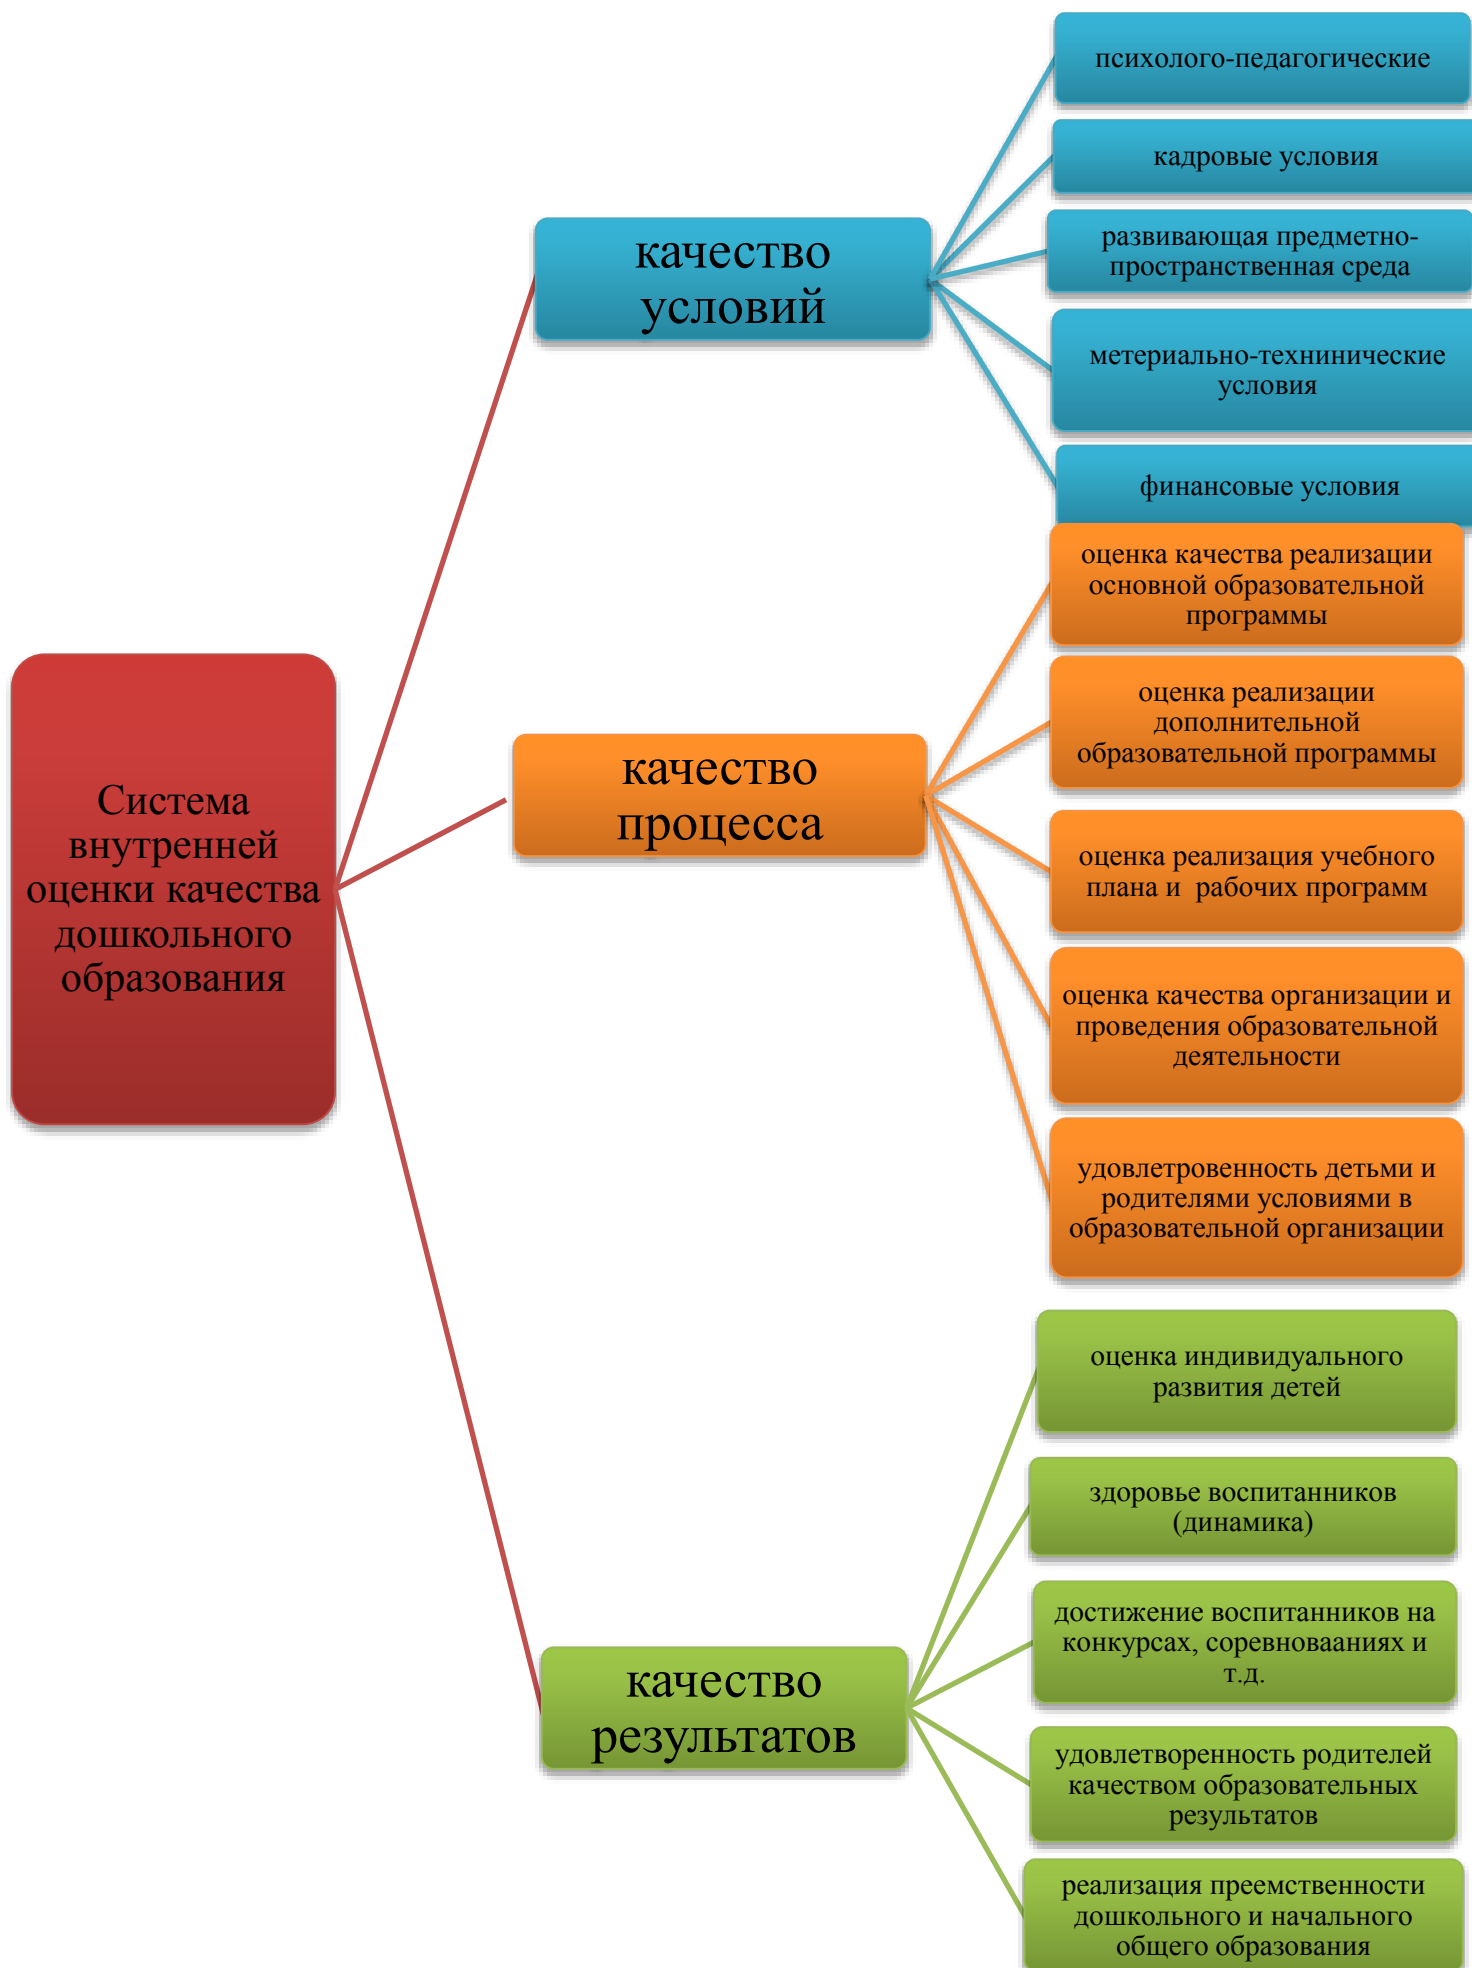 Система
внутренней
оценки качества
дошкольного
образования
качество
условий
психолого-педагогические
кадровые условия
развивающая предметно-
пространственная среда
метериально-технинические
условия
финансовые условия
качество
процесса
оценка качества реализации
основной образовательной
программы
оценка реализации
дополнительной
образовательной программы
оценка реализация учебного
плана и рабочих программ
оценка качества организации и
проведения образовательной
деятельности
удовлетровенность детьми и
родителями условиями в
образовательной организации
качество
результатов
оценка индивидуального
развития детей
здоровье воспитанников
(динамика)
достижение воспитанников на
конкурсах, соревновааниях и
т.д.
удовлетворенность родителей
качеством образовательных
результатов
реализация преемственности
дошкольного и начального
общего образования